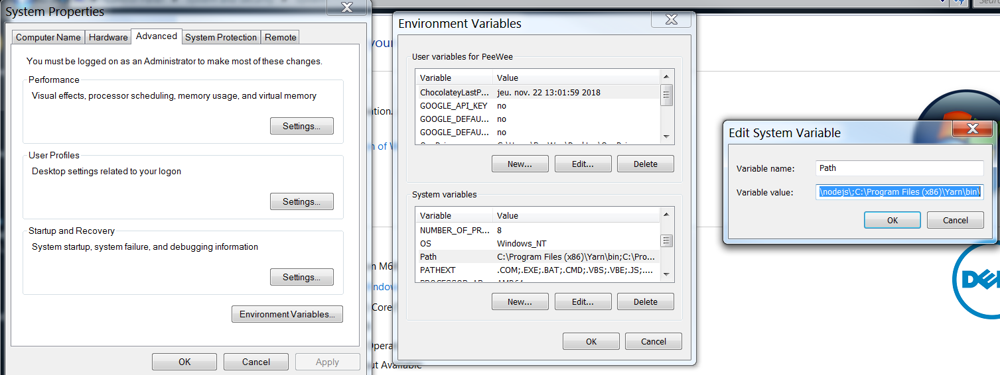 System Properties
Computer Name Hardware Advanced System Protection Remote
You must be logged on as an Administrator to make most of these changes.
Performance
Visual effects, processor scheduling, memory usage, and virtual memory
Settings...
User Profiles
Desktop settings related to your logon
Settings...
Startup and Recovery
System startup, system failure, and debugging information
Settings...
Environment Variables...
OK Cancel Apply
Environment Variables
User variables for PeeWee
Variable Value
ChocolateyLastP... jeu. nov. 22 13:01:59 2018
GOOGLE_API_KEY no
GOOGLE_DEFAU... no
GOOGLE_DEFAU... no
New... Edit... Delete
System variables
Variable Value
NUMBER_OF_PR... 8
OS Windows_NT
Path C:\Program Files (x86)\Yarn\bin;C:\Pro...
PATHEXT .COM;.EXE;.BAT;.CMD;.VBS;.VBE;.JS;....
New... Edit... Delete
OK Cancel
Edit System Variable
Variable name: Path
Variable value: \nodejs\;C:\Program Files (x86)\Yarn\bin\
OK Cancel
your
ation.
n of W
n M6
indow
Core
Opera
ut Available